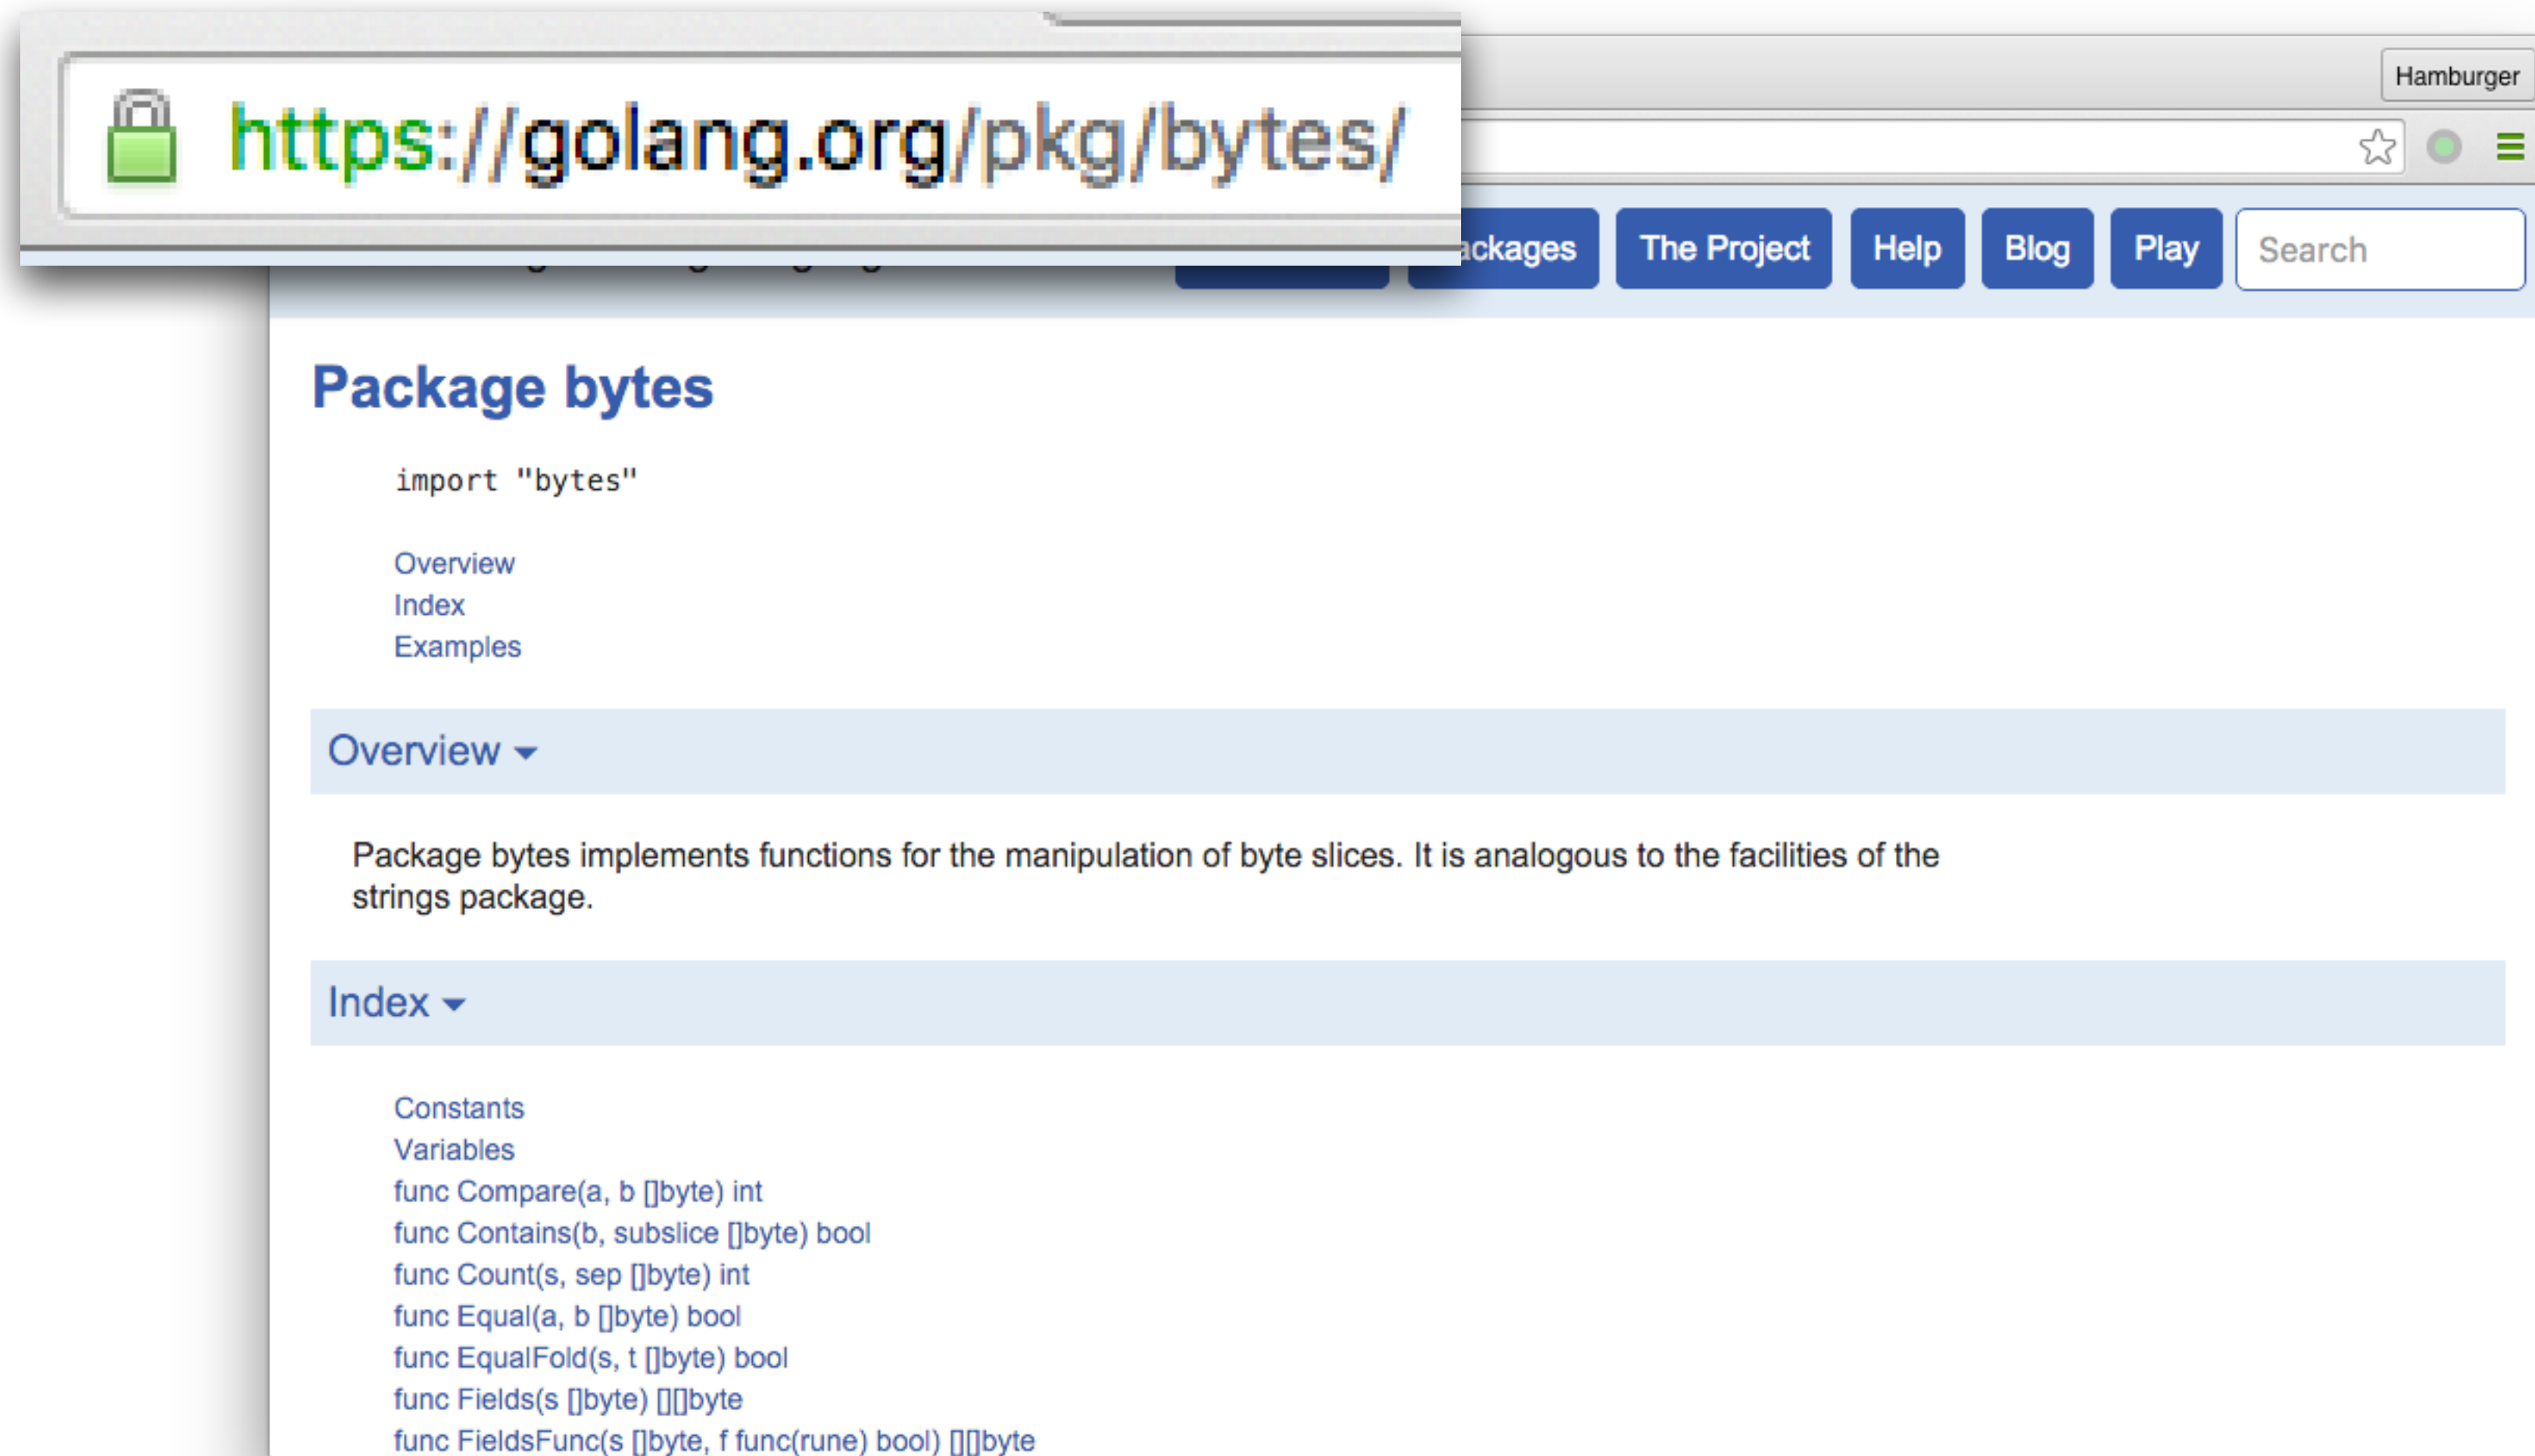 Hamburger
https://golang.org/pkg/bytes/
The Project Help Blog Play Search
Package bytes
import "bytes"
Overview
Index
Examples
Overview
Package bytes implements functions for the manipulation of byte slices. It is analogous to the facilities of the
strings package.
Index
Constants
Variables
func Compare(a, b []byte) int
func Contains(b, subslice []byte) bool
func Count(s, sep []byte) int
func Equal(a, b []byte) bool
func EqualFold(s, t []byte) bool
func Fields(s []byte) [][]byte
func FieldsFunc(s []byte, f func(rune) bool) [][]byte